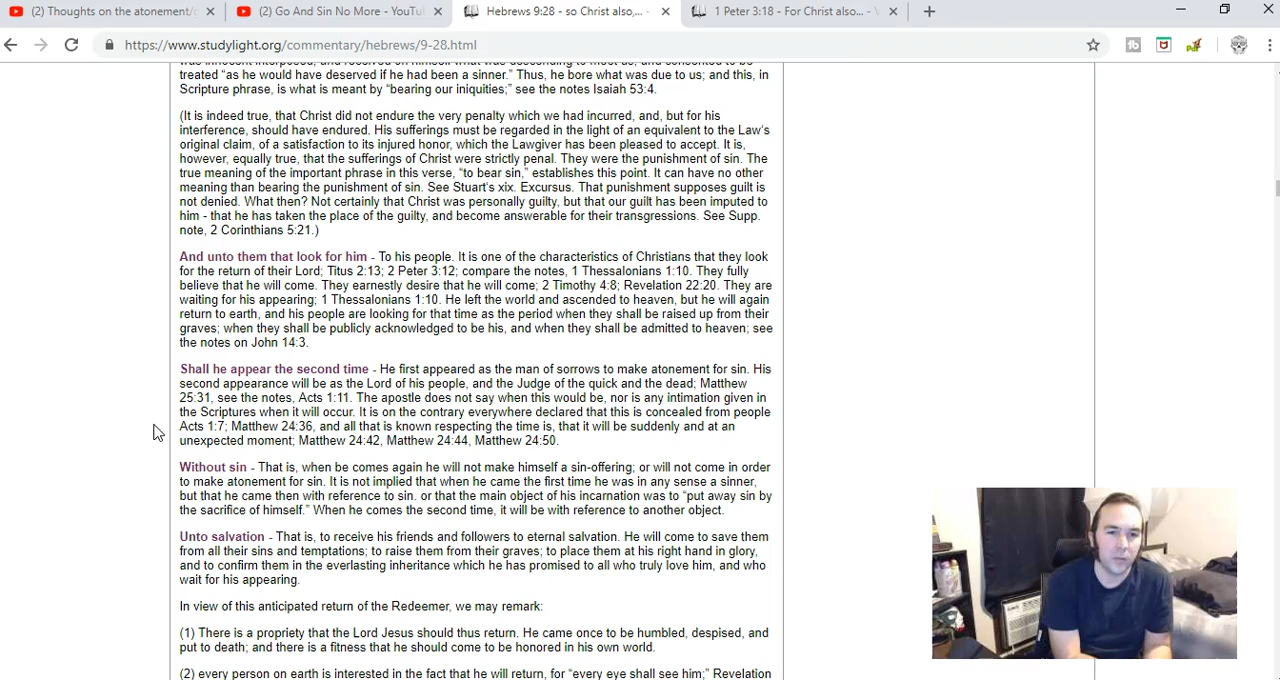 (2) Thoughts on the atonement/
(2) Go And Sin No More - YouTu
Hebrews 9:28 - so Christ also,... -
1 Peter 3:18 - For Christ also... - V
https://www.studylight.org/commentary/hebrews/9-28.html
was innocent interposed, and received on himself what was descending to meet us, and consented to be
treated “as he would have deserved if he had been a sinner.” Thus, he bore what was due to us; and this, in
Scripture phrase, is what is meant by “bearing our iniquities;” see the notes Isaiah 53:4.
(It is indeed true, that Christ did not endure the very penalty which we had incurred, and, but for his
interference, should have endured. His sufferings must be regarded in the light of an equivalent to the Law’s
original claim, of a satisfaction to its injured honor, which the Lawgiver has been pleased to accept. It is,
however, equally true, that the sufferings of Christ were strictly penal. They were the punishment of sin. The
true meaning of the important phrase in this verse, “to bear sin,” establishes this point. It can have no other
meaning than bearing the punishment of sin. See Stuart’s xix. Excursus. That punishment supposes guilt is
not denied. What then? Not certainly that Christ was personally guilty, but that our guilt has been imputed to
him - that he has taken the place of the guilty, and become answerable for their transgressions. See Supp.
note, 2 Corinthians 5:21.)
And unto them that look for him - To his people. It is one of the characteristics of Christians that they look
for the return of their Lord; Titus 2:13; 2 Peter 3:12; compare the notes, 1 Thessalonians 1:10. They fully
believe that he will come. They earnestly desire that he will come; 2 Timothy 4:8; Revelation 22:20. They are
waiting for his appearing; 1 Thessalonians 1:10. He left the world and ascended to heaven, but he will again
return to earth, and his people are looking for that time as the period when they shall be raised up from their
graves; when they shall be publicly acknowledged to be his, and when they shall be admitted to heaven; see
the notes on John 14:3.
Shall he appear the second time - He first appeared as the man of sorrows to make atonement for sin. His
second appearance will be as the Lord of his people, and the Judge of the quick and the dead; Matthew
25:31, see the notes, Acts 1:11. The apostle does not say when this would be, nor is any intimation given in
the Scriptures when it will occur. It is on the contrary everywhere declared that this is concealed from people
Acts 1:7; Matthew 24:36, and all that is known respecting the time is, that it will be suddenly and at an
unexpected moment; Matthew 24:42, Matthew 24:44, Matthew 24:50.
Without sin - That is, when be comes again he will not make himself a sin-offering; or will not come in order
to make atonement for sin. It is not implied that when he came the first time he was in any sense a sinner,
but that he came then with reference to sin. or that the main object of his incarnation was to “put away sin by
the sacrifice of himself.” When he comes the second time, it will be with reference to another object.
Unto salvation - That is, to receive his friends and followers to eternal salvation. He will come to save them
from all their sins and temptations; to raise them from their graves; to place them at his right hand in glory,
and to confirm them in the everlasting inheritance which he has promised to all who truly love him, and who
wait for his appearing.
In view of this anticipated return of the Redeemer, we may remark:
(1) There is a propriety that the Lord Jesus should thus return. He came once to be humbled, despised, and
put to death; and there is a fitness that he should come to be honored in his own world.
(2) every person on earth is interested in the fact that he will return, for “every eye shall see him;” Revelation